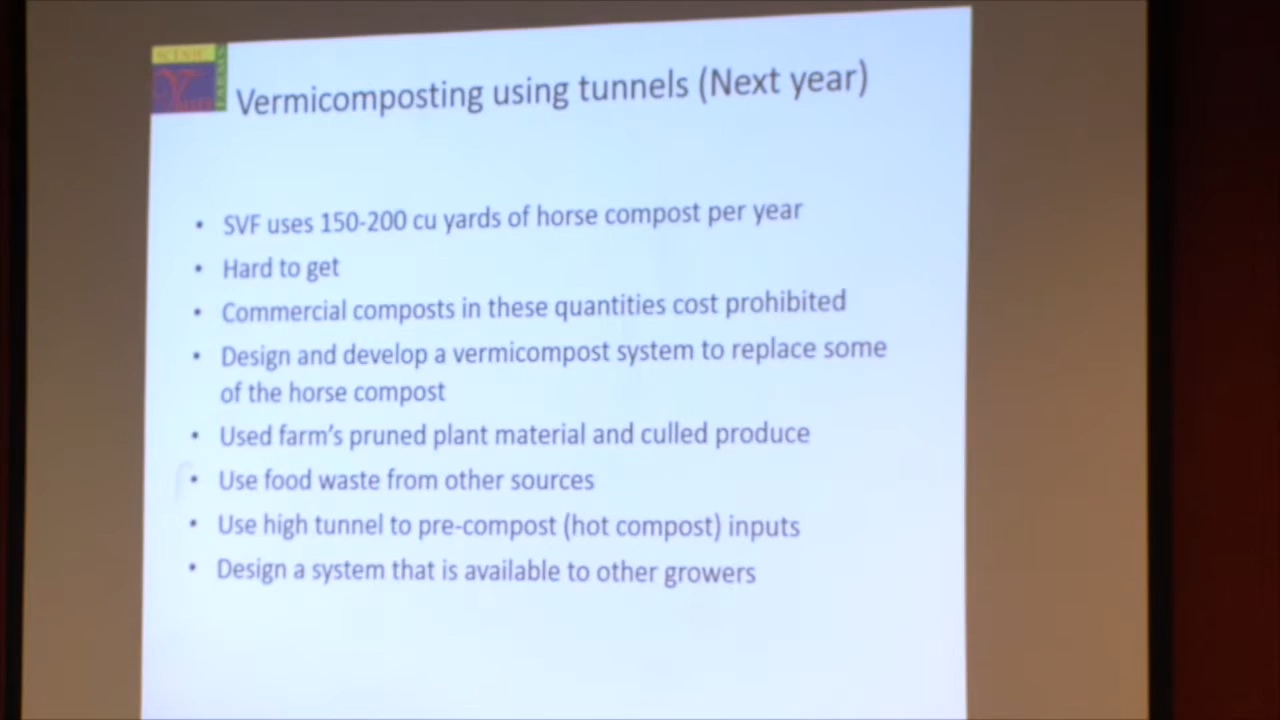 SCENIC
VALLEY
FARMS
Vermicomposting using tunnels (Next year)
• SVF uses 150-200 cu yards of horse compost per year
• Hard to get
• Commercial composts in these quantities cost prohibited
• Design and develop a vermicompost system to replace some
of the horse compost
• Used farm's pruned plant material and culled produce
• Use food waste from other sources
• Use high tunnel to pre-compost (hot compost) inputs
• Design a system that is available to other growers